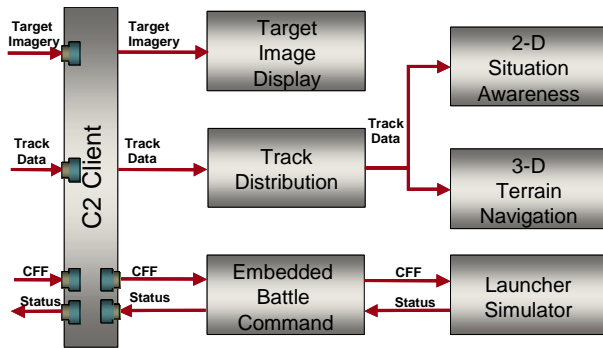 Target
Imagery
Target
Imagery
Target
Image
Display
2-D
Situation
Awareness
C2 Client
Track
Data
Track
Data
Track
Distribution
Track
Data
3-D
Terrain
Navigation
CFF
CFF
Embedded
Battle
Command
CFF
Launcher
Simulator
Status
Status
Status